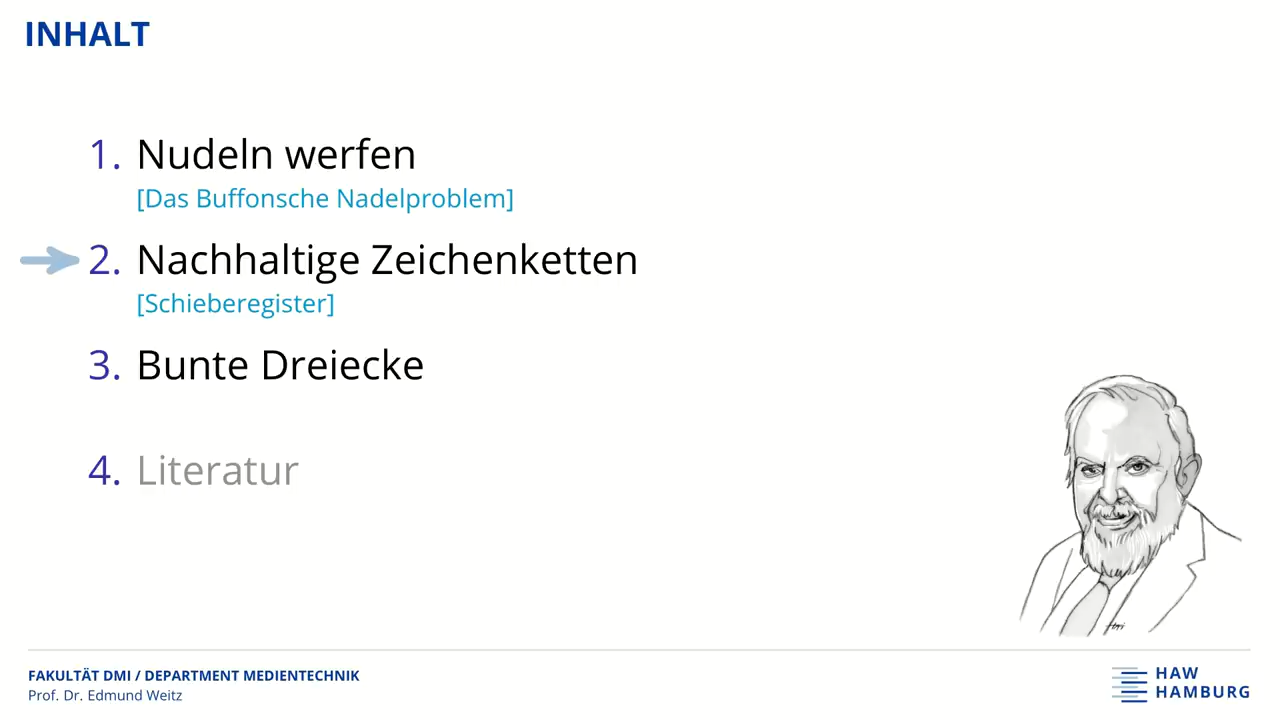 INHALT
1. Nudeln werfen
[Das Buffonsche Nadelproblem]
2. Nachhaltige Zeichenketten
[Schieberegister]
3. Bunte Dreiecke
4. Literatur
FAKULTÄT DMI / DEPARTMENT MEDIENTECHNIK
Prof. Dr. Edmund Weitz
HAW
HAMBURG